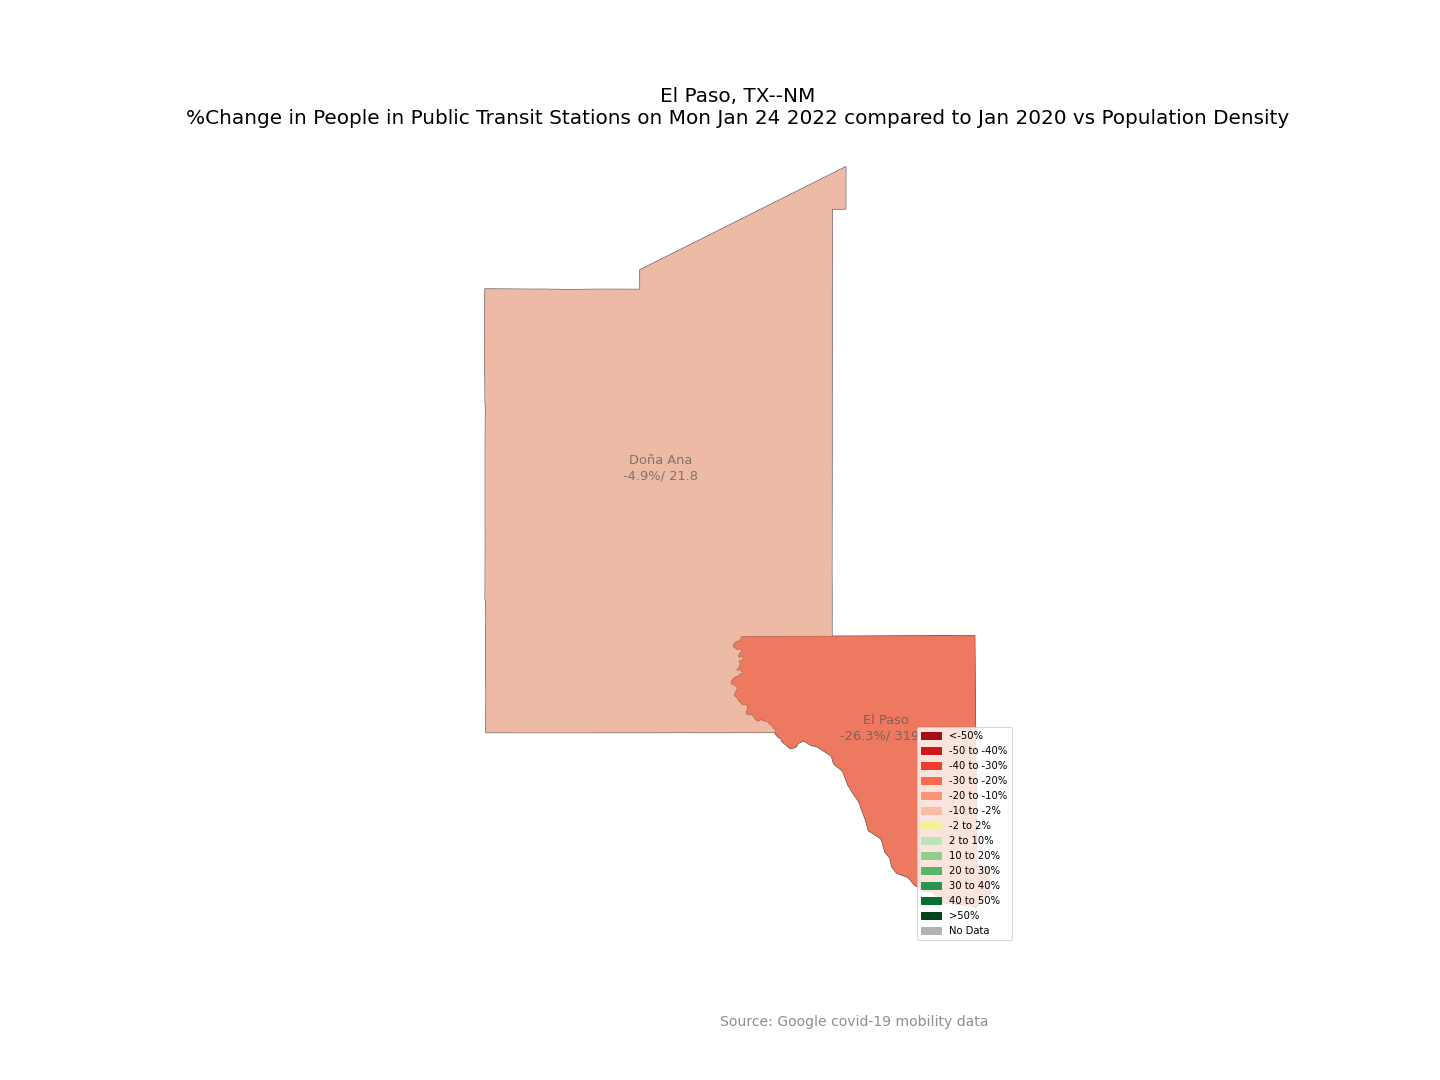 El Paso, TX--NM
%Change in People in Public Transit Stations on Mon Jan 24 2022 compared to Jan 2020 vs Population Density
Doña Ana
-4.9%/ 21.8
El Paso
-26.3%/ 319
<-50%
-50 to -40%
-40 to -30%
-30 to -20%
-20 to -10%
-10 to -2%
-2 to 2%
2 to 10%
10 to 20%
20 to 30%
30 to 40%
40 to 50%
>50%
No Data
Source: Google covid-19 mobility data